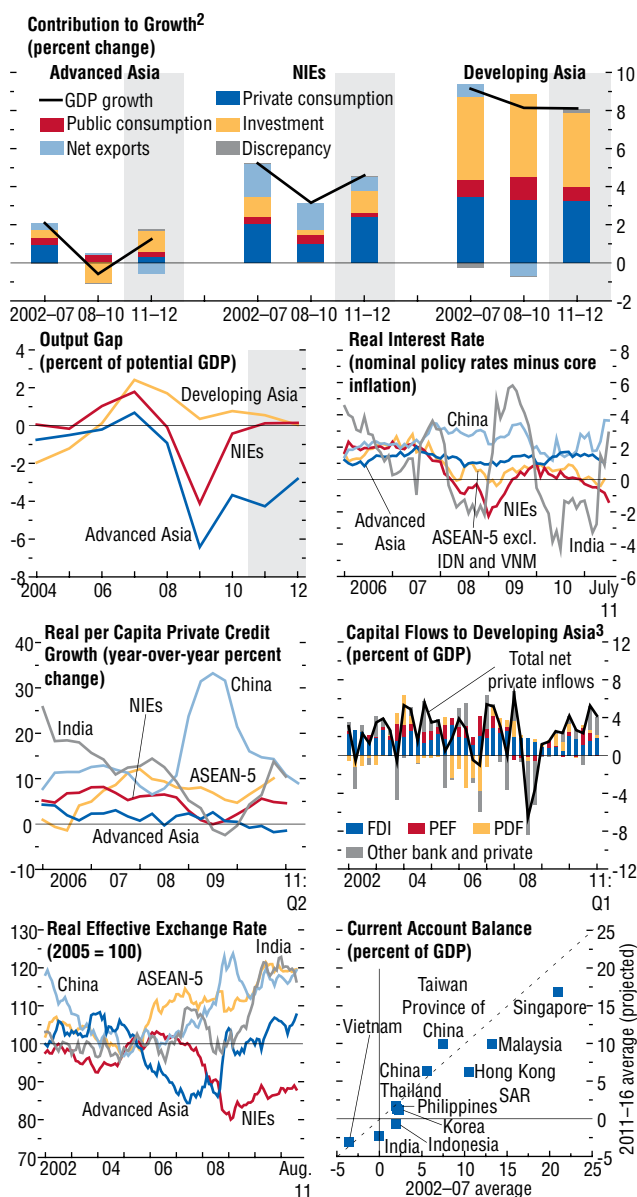 Contribution to Growth2
(percent change)
Advanced Asia
NIEs
Developing Asia
GDP growth
Private consumption
Public consumption
Investment
Net exports
Discrepancy
10
8
6
4
2
0
-2
2002–07 08–10 11–12
2002–07 08–10 11–12
2002–07 08–10 11–12
Output Gap
(percent of potential GDP)
4
2
0
-2
-4
-6
-8
Developing Asia
NIEs
Advanced Asia
2004 06 08 10 12
Real Interest Rate
(nominal policy rates minus core
inflation)
8
6
4
2
0
-2
-4
-6
China
Advanced
Asia
ASEAN-5 excl.
IDN and VNM
NIEs
India
2006 07 08 09 10 July
11
Real per Capita Private Credit
Growth (year-over-year percent
change)
40
30
20
10
0
-10
China
NIEs
India
ASEAN-5
Advanced Asia
2006 07 08 09 11:
Q2
Capital Flows to Developing Asia3
(percent of GDP)
Total net
private inflows
12
8
4
0
-4
-8
-12
FDI PEF PDF
Other bank and private
2002 04 06 08 10 11:
Q1
Real Effective Exchange Rate
(2005 = 100)
130
120
110
100
90
80
70
India
ASEAN-5
China
Advanced Asia
NIEs
2002 04 06 08 Aug.
11
Current Account Balance
(percent of GDP)
25
20
15
10
5
0
-5
2011–16 average (projected)
Taiwan
Province of
China
Singapore
Vietnam
Malaysia
China
Hong Kong
SAR
Thailand
Philippines
Korea
India
Indonesia
-5 0 5 10 15 20 25
2002–07 average